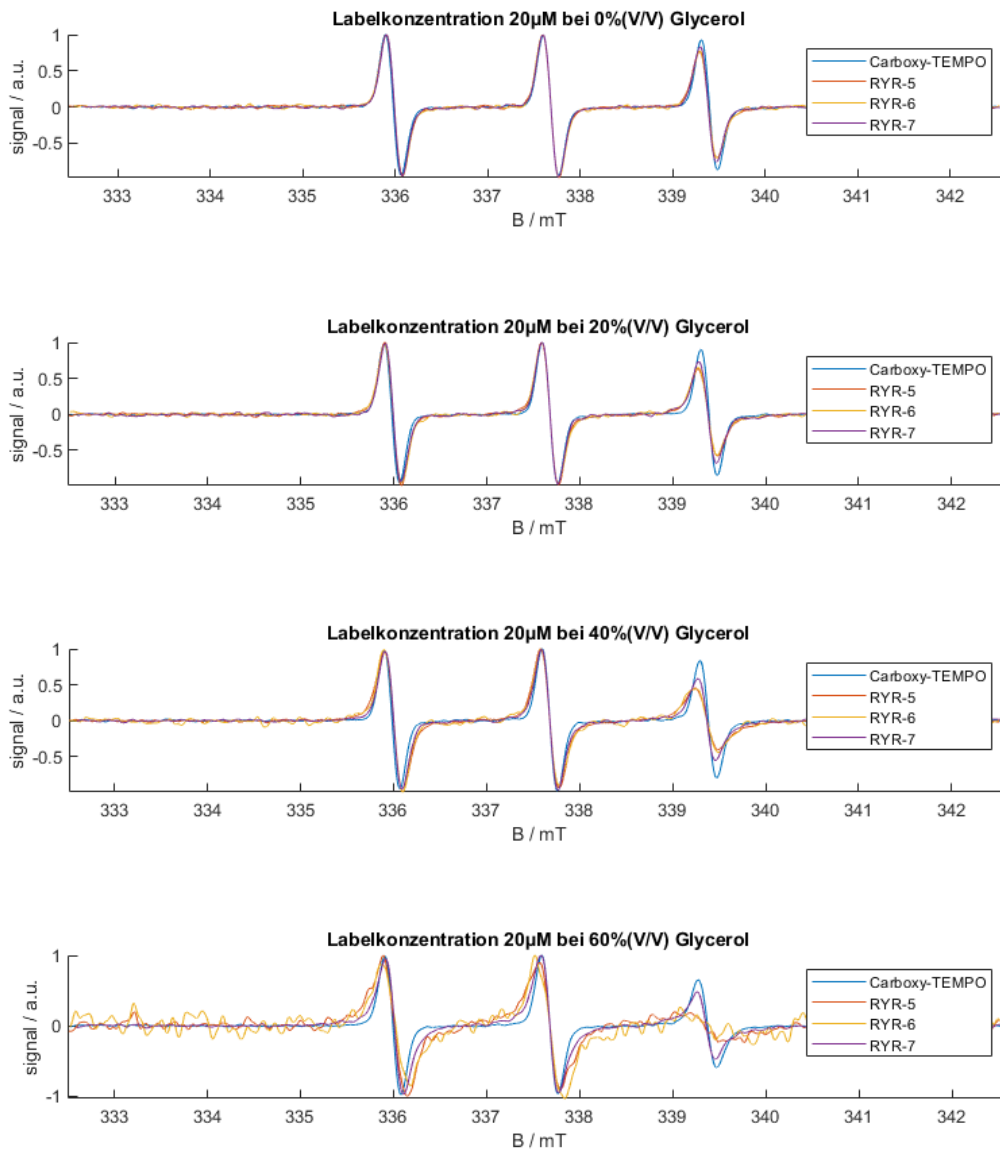 Labelkonzentration 20µM bei 0%(V/V) Glycerol
signal / a.u.
1
0.5
0
-0.5
Carboxy-TEMPO
RYR-5
RYR-6
RYR-7
333 334 335 336 337 338 339 340 341 342
B / mT
Labelkonzentration 20µM bei 20%(V/V) Glycerol
signal / a.u.
1
0.5
0
-0.5
Carboxy-TEMPO
RYR-5
RYR-6
RYR-7
333 334 335 336 337 338 339 340 341 342
B / mT
Labelkonzentration 20µM bei 40%(V/V) Glycerol
signal / a.u.
1
0.5
0
-0.5
Carboxy-TEMPO
RYR-5
RYR-6
RYR-7
333 334 335 336 337 338 339 340 341 342
B / mT
Labelkonzentration 20µM bei 60%(V/V) Glycerol
signal / a.u.
1
0
-1
Carboxy-TEMPO
RYR-5
RYR-6
RYR-7
333 334 335 336 337 338 339 340 341 342
B / mT